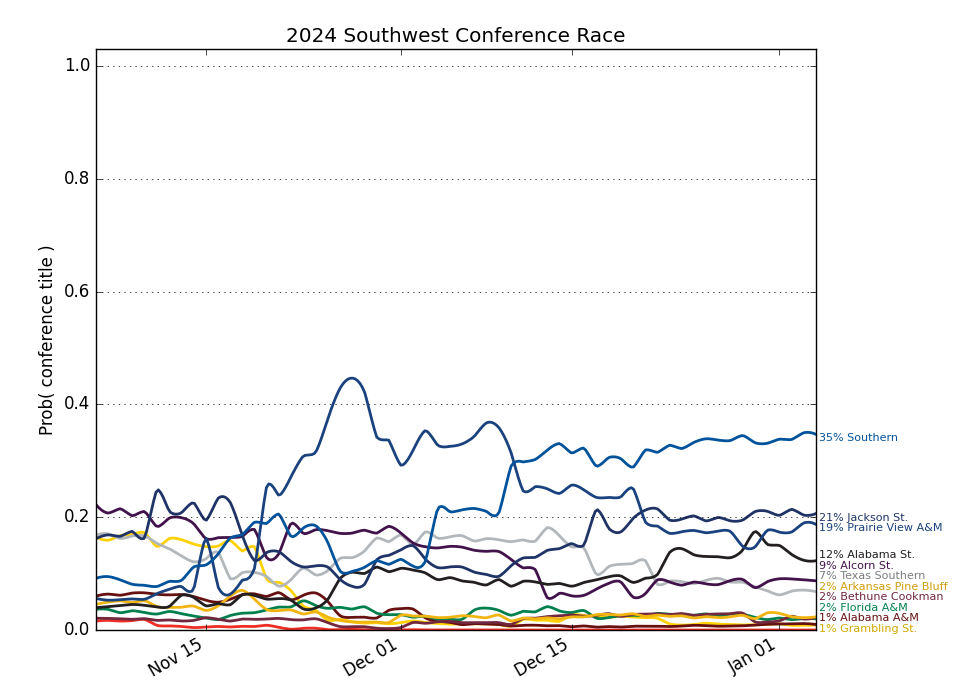 2024 Southwest Conference Race
Prob( conference title )
1.0
0.8
0.6
0.4
0.2
0.0
Nov 15
Dec 01
Dec 15
Jan 01
35% Southern
21% Jackson St.
19% Prairie View A&M
12% Alabama St.
9% Alcorn St.
7% Texas Southern
2% Arkansas Pine Bluff
2% Bethune Cookman
2% Florida A&M
1% Alabama A&M
1% Grambling St.